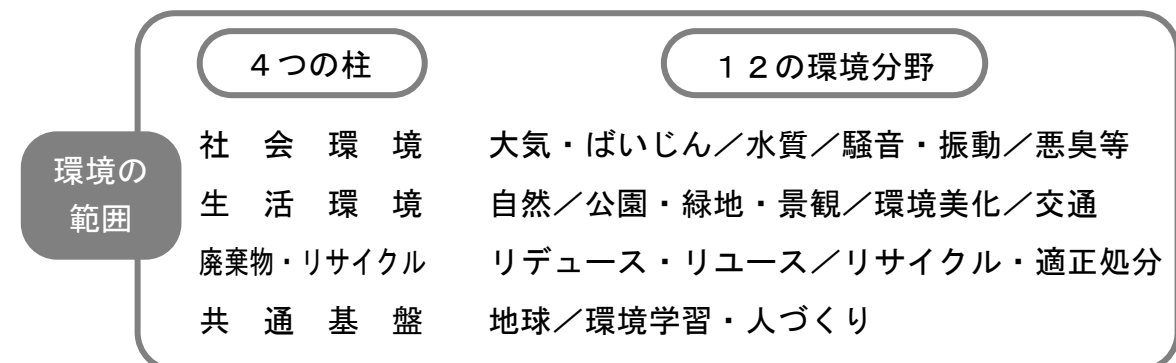 ４つの柱 １２の環境分野
環境の
範囲
社会環境 大気・ばいじん／水質／騒音・振動／悪臭等
生活環境 自然／公園・緑地・景観／環境美化／交通
廃棄物・リサイクル リデュース・リユース／リサイクル・適正処分
共通基盤 地球／環境学習・人づくり